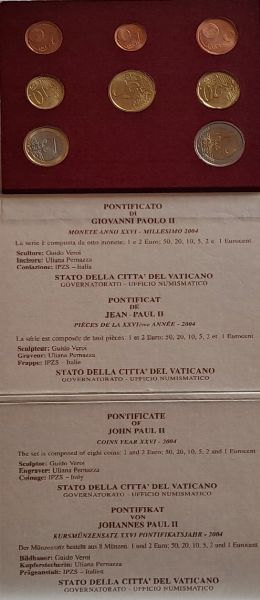 PONTIFICATO
DI
GIOVANNI PAOLO II
MONETE ANNO XXVI - MILLESIMO 2004
La serie è composta da otto monete: 1 e 2 Euro; 50, 20, 10, 5, 2 e 1 Eurocent
Scultore: Guido Veroi
Incisore: Uliana Pernazza
Coniazione: IPZS - Italia
STATO DELLA CITTA' DEL VATICANO
GOVERNATORATO - UFFICIO NUMISMATICO
PONTIFICAT
DE
JEAN-PAUL II
PIÈCES DE LA XXVIème ANNÉE - 2004
La série est composée de huit pièces: 1 et 2 Euro; 50, 20, 10, 5, 2 et 1 Eurocent
Sculpteur: Guido Veroi
Graveur: Uliana Pernazza
Frappe: IPZS - Italie
STATO DELLA CITTA' DEL VATICANO
GOVERNATORATO - UFFICIO NUMISMATICO
PONTIFICATE
OF
JOHN PAUL II
COINS YEAR XXVI - 2004
The set is composed of eight coins: 1 and 2 Euro; 50, 20, 10, 5, 2 and 1 Eurocent
Sculptor: Guido Veroi
Engraver: Uliana Pernazza
Coinage: IPZS - Italy
STATO DELLA CITTA' DEL VATICANO
GOVERNATORATO - UFFICIO NUMISMATICO
PONTIFIKAT
VON
JOHANNES PAUL II
KURSMÜNZENSATZ XXVI PONTIFIKATSJAHR - 2004
Der Münzensatz besteht aus 8 Münzen. 1 und 2 Euro; 50, 20, 10, 5, 2 und 1 Eurocent
Bildhauer: Guido Veroi
Kupferstecherin: Uliana Pernazza
Prägeanstalt: IPZS - Italien
STATO DELLA CITTA' DEL VATICANO
GOVERNATORATO - UFFICIO NUMISMATICO